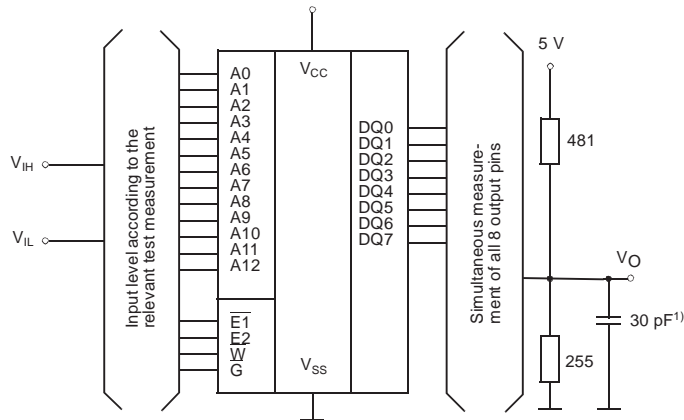 V_IH
V_IL
Input level according to the
relevant test measurement
V_CC
A0
A1
A2
A3
A4
A5
A6
A7
A8
A9
A10
A11
A12
E̅1̅
E2
W̅
G̅
V_SS
DQ0
DQ1
DQ2
DQ3
DQ4
DQ5
DQ6
DQ7
Simultaneous measure-
ment of all 8 output pins
5 V
481
V_O
30 pF¹⁾
255